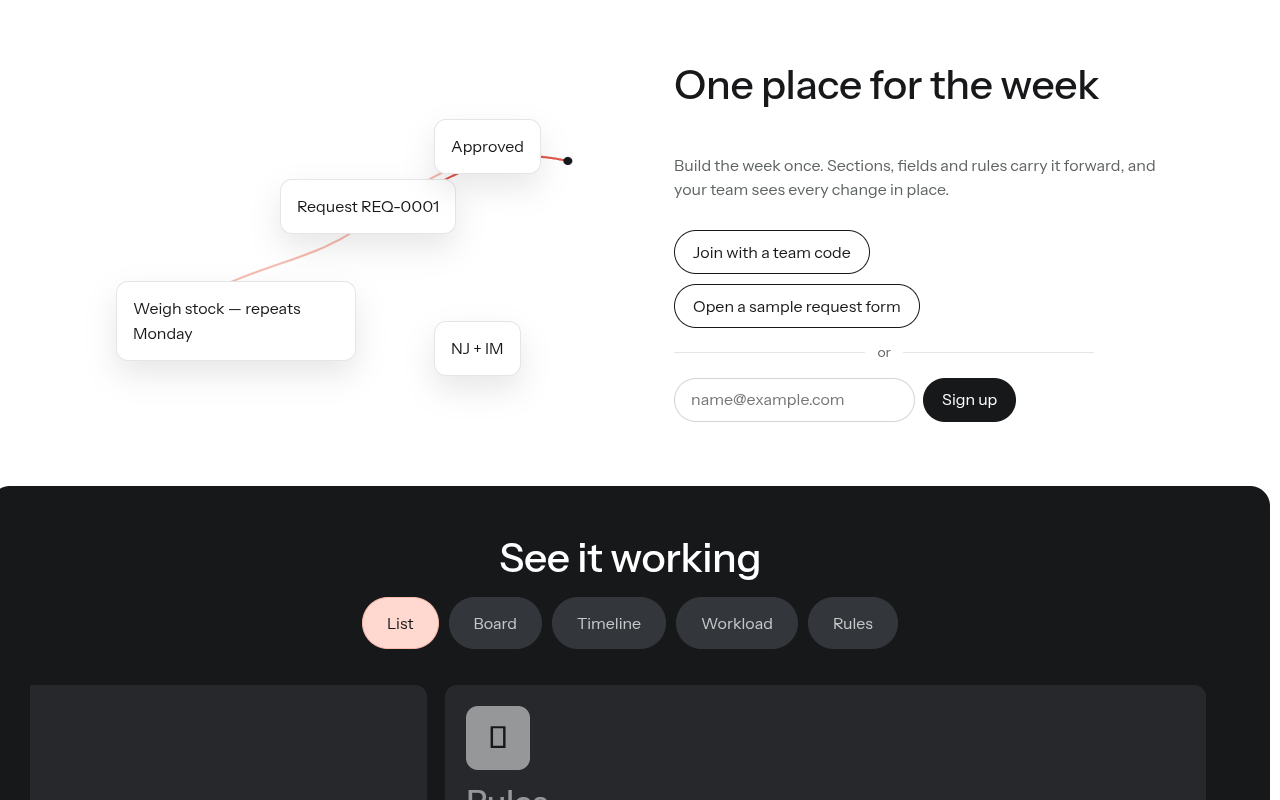 One place for the week
Approved
Build the week once. Sections, fields and rules carry it forward, and
your team sees every change in place.
Request REQ-0001
Join with a team code
Weigh stock — repeats
Monday
Open a sample request form
NJ + IM
or
name@example.com
Sign up
See it working
List
Board
Timeline
Workload
Rules
Rules